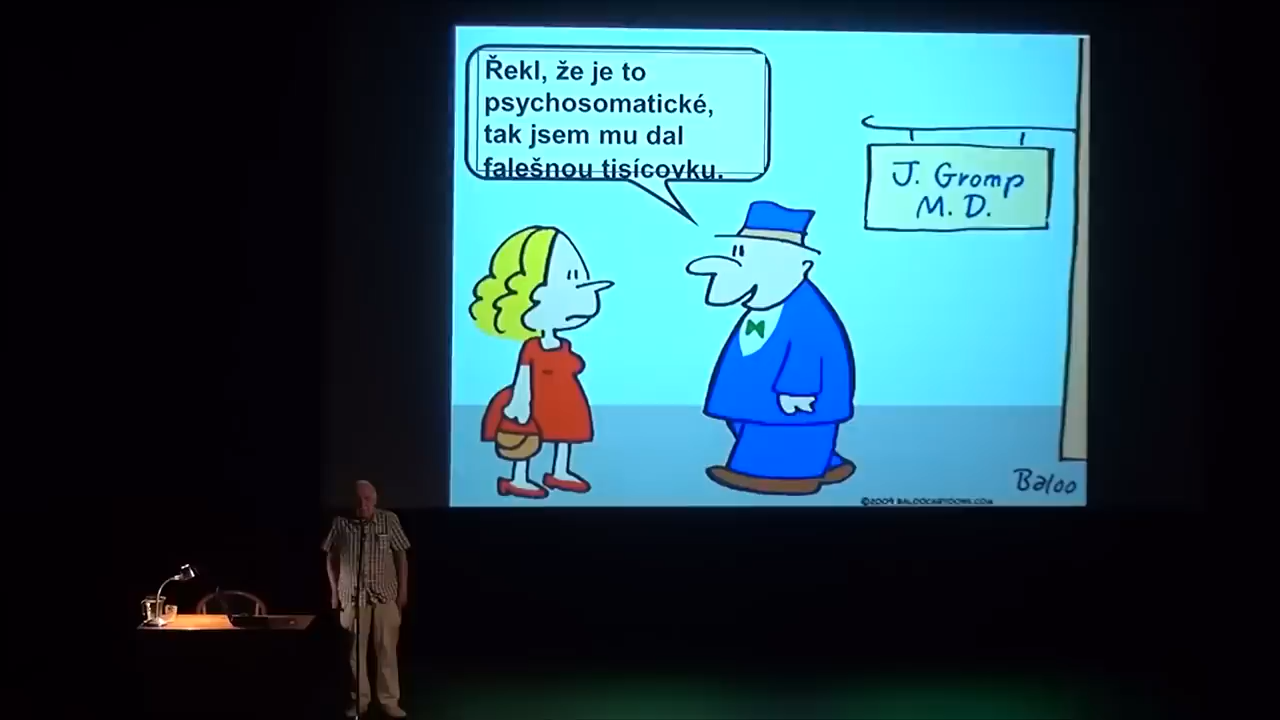 Řekl, že je to
psychosomatické,
tak jsem mu dal
falešnou tisícovku.
J. Gromp
M. D.
Baloo
©2009 BALOOCARTOONS.COM